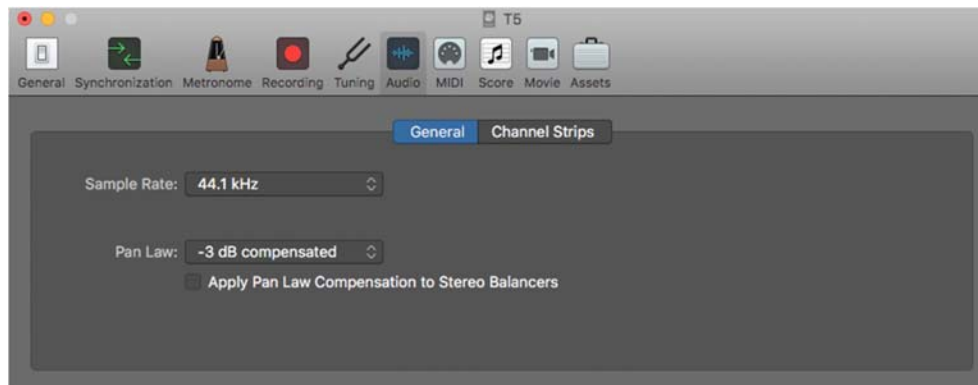 T5
General Synchronization Metronome Recording Tuning Audio MIDI Score Movie Assets
General Channel Strips
Sample Rate: 44.1 kHz
Pan Law: -3 dB compensated
Apply Pan Law Compensation to Stereo Balancers